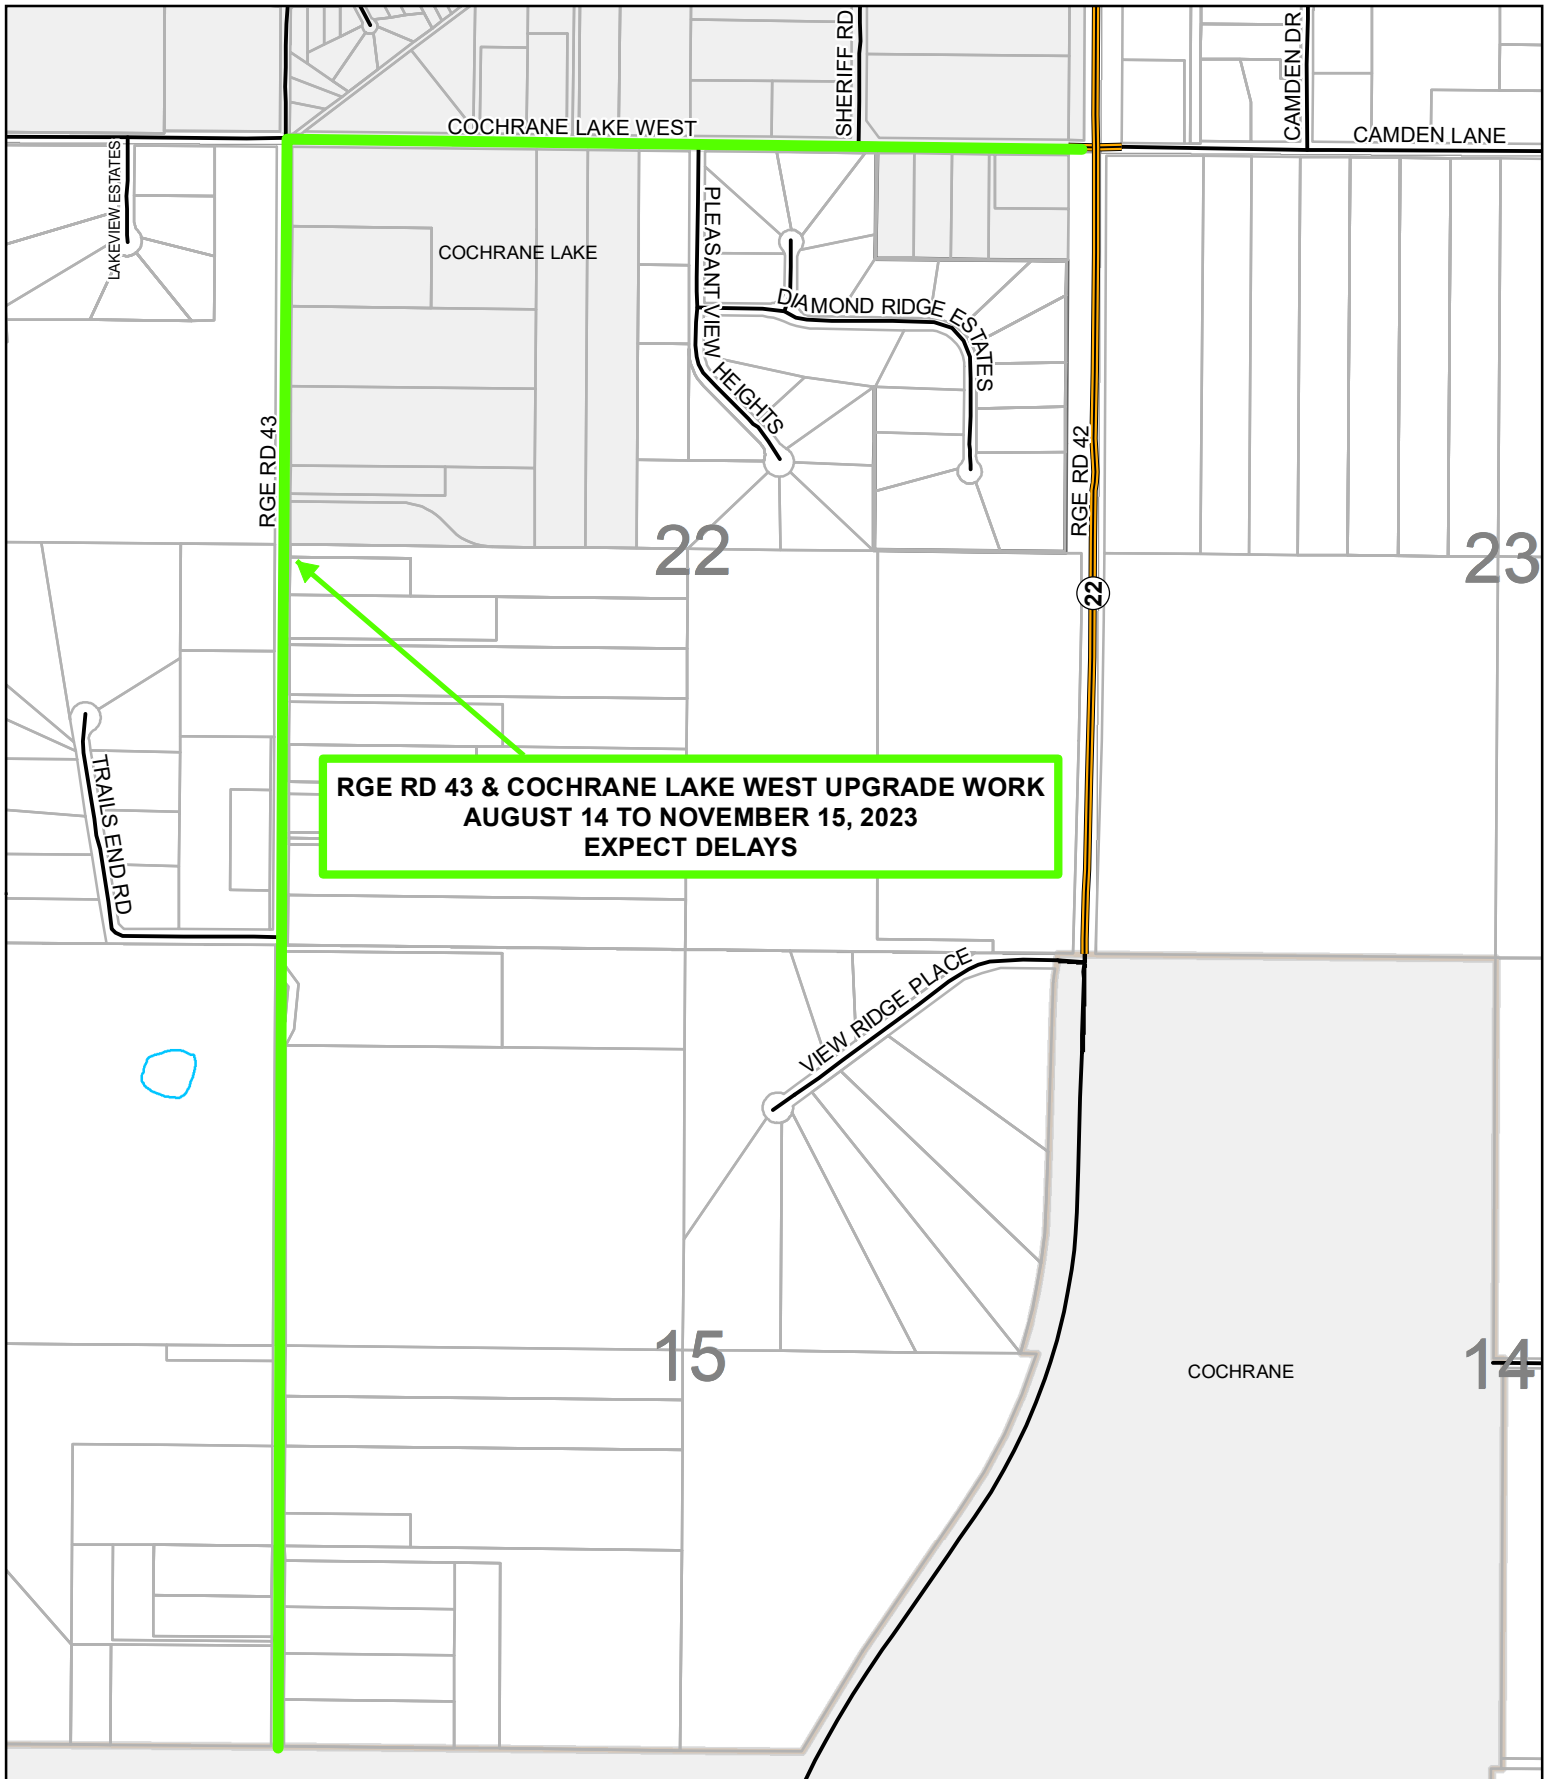 SHERIFF RD
CAMDEN DR
COCHRANE LAKE WEST
CAMDEN LANE
LAKEVIEW ESTATES
PLEASANT VIEW HEIGHTS
COCHRANE LAKE
DIAMOND RIDGE ESTATES
RGE RD 43
RGE RD 42
22
23
22
RGE RD 43 & COCHRANE LAKE WEST UPGRADE WORK
AUGUST 14 TO NOVEMBER 15, 2023
EXPECT DELAYS
TRAILS END RD
VIEW RIDGE PLACE
15
COCHRANE
14